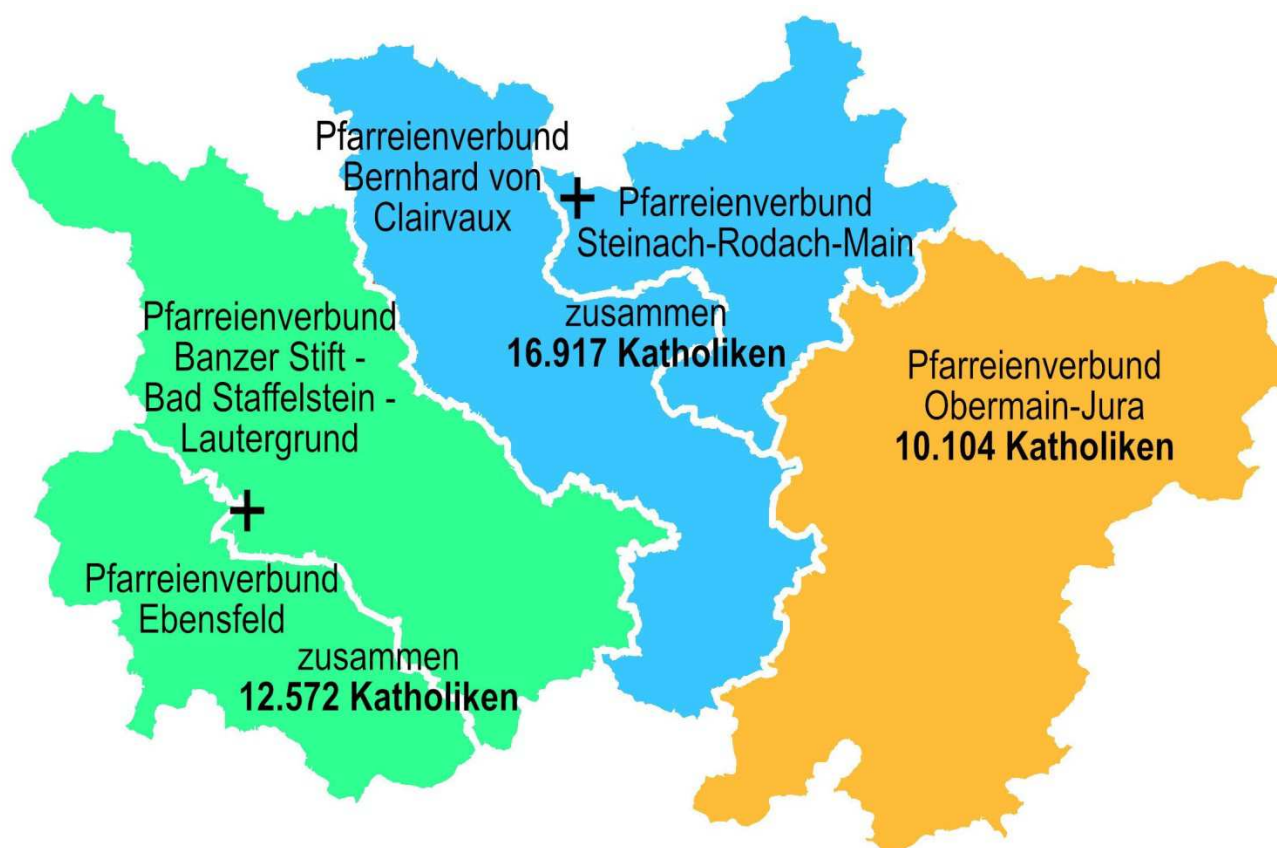 Pfarreienverbund
Bernhard von
Clairvaux
+
Pfarreienverbund
Steinach-Rodach-Main
zusammen
16.917 Katholiken
Pfarreienverbund
Banzer Stift -
Bad Staffelstein -
Lautergrund
+
Pfarreienverbund
Ebensfeld
zusammen
12.572 Katholiken
Pfarreienverbund
Obermain-Jura
10.104 Katholiken